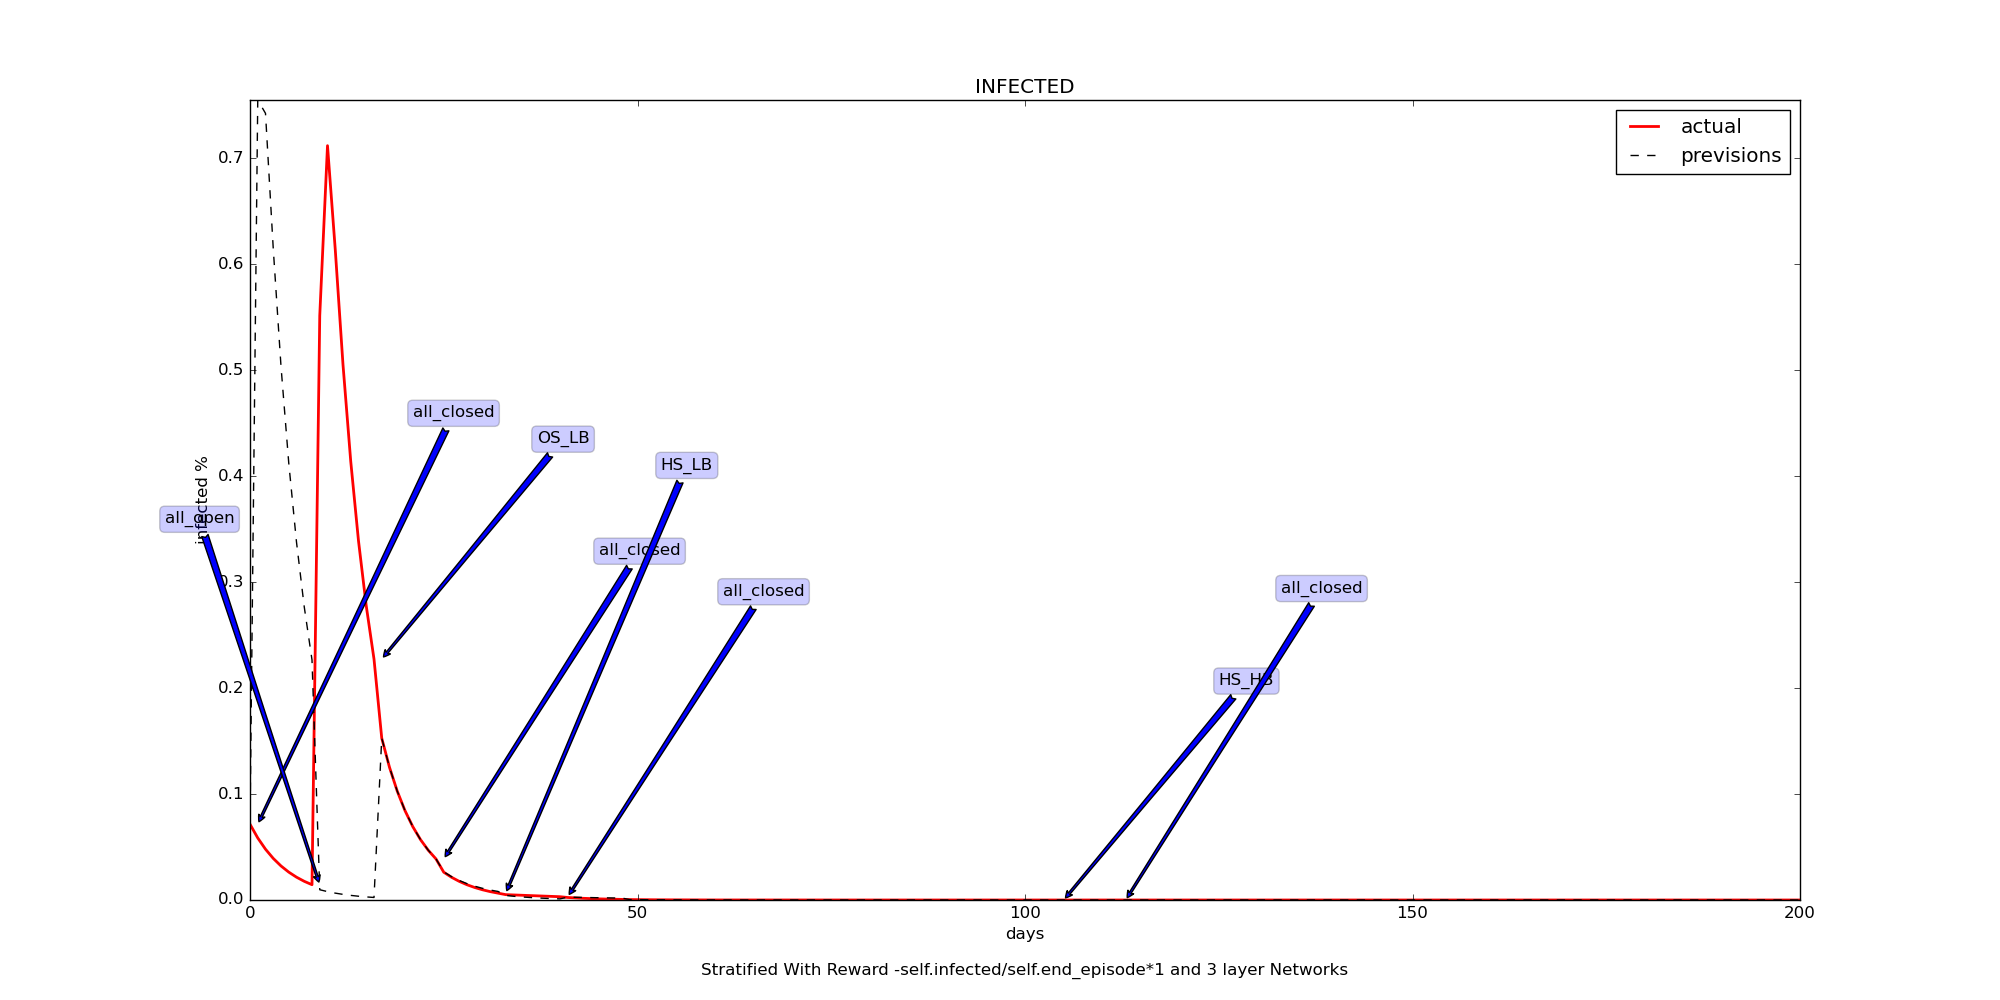 INFECTED
actual
previsions
0.7
0.6
0.5
0.4
0.3
0.2
0.1
0.0
infected %
all_open
all_closed
OS_LB
HS_LB
all_closed
all_closed
all_closed
HS_HB
0
50
100
150
200
days
Stratified With Reward -self.infected/self.end_episode*1 and 3 layer Networks